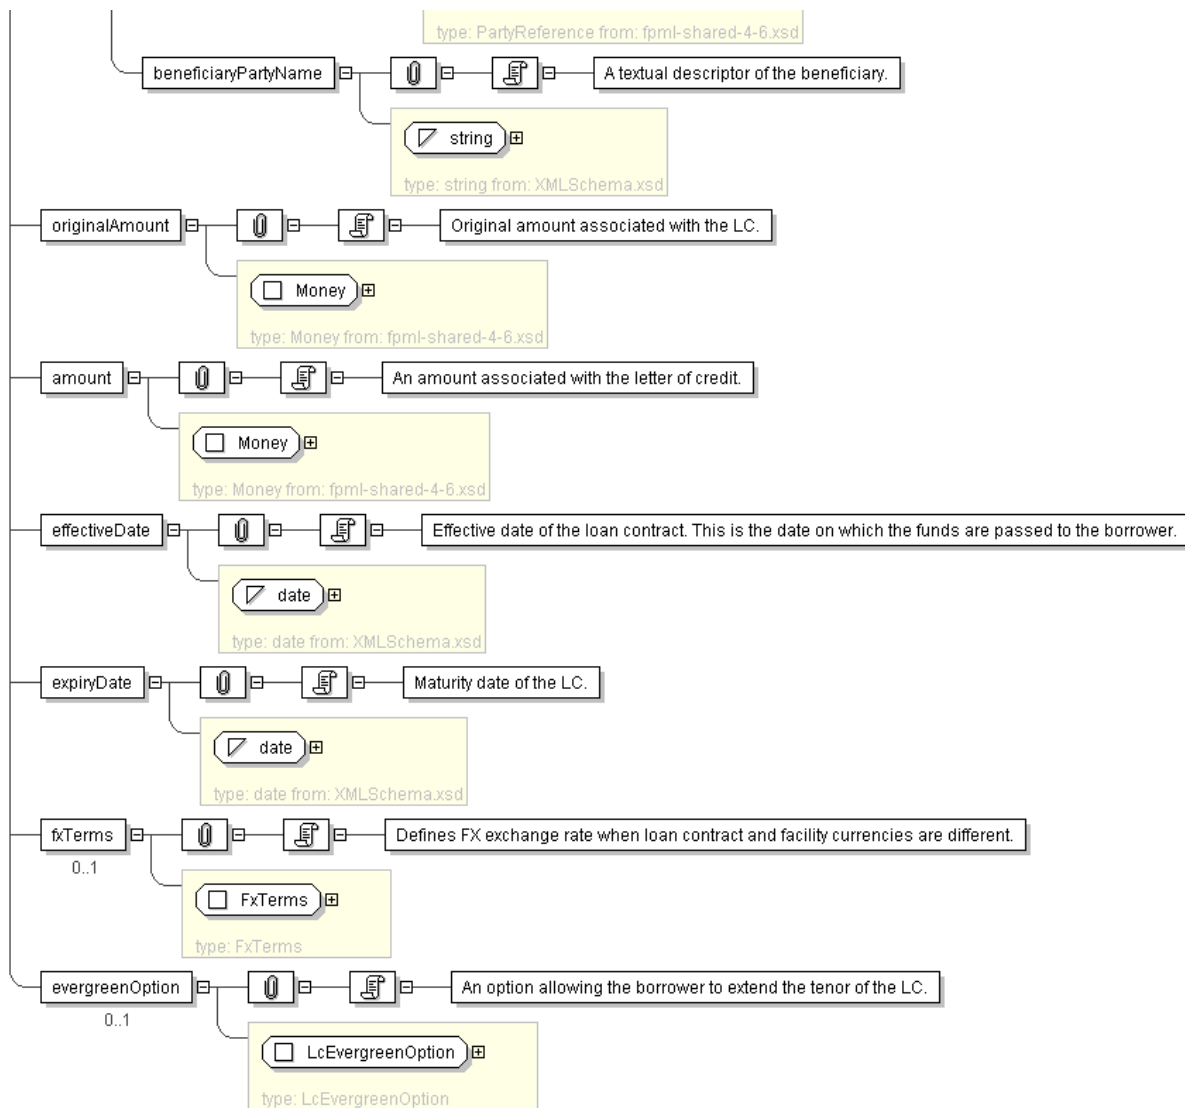 type: PartyReference from: fpml-shared-4-6.xsd
beneficiaryPartyName A textual descriptor of the beneficiary.
string
type: string from: XMLSchema.xsd
originalAmount Original amount associated with the LC.
Money
type: Money from: fpml-shared-4-6.xsd
amount An amount associated with the letter of credit.
Money
type: Money from: fpml-shared-4-6.xsd
effectiveDate Effective date of the loan contract. This is the date on which the funds are passed to the borrower.
date
type: date from: XMLSchema.xsd
expiryDate Maturity date of the LC.
date
type: date from: XMLSchema.xsd
fxTerms Defines FX exchange rate when loan contract and facility currencies are different.
0..1
FxTerms
type: FxTerms
evergreenOption An option allowing the borrower to extend the tenor of the LC.
0..1
LcEvergreenOption
type: LcEvergreenOption